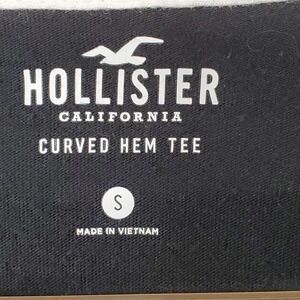 HOLLISTER
CALIFORNIA
CURVED HEM TEE
S
MADE IN VIETNAM